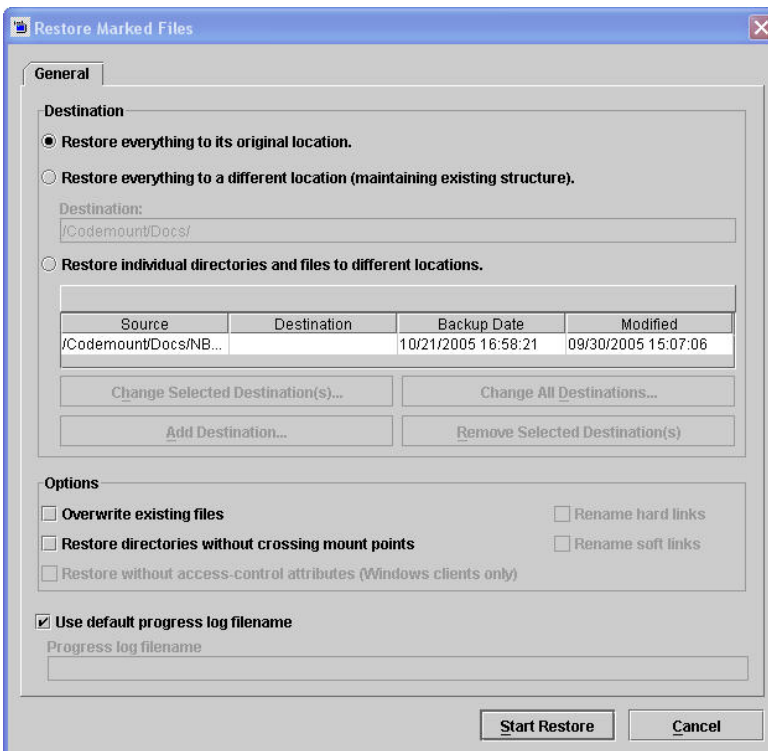 Restore Marked Files
General
Destination
Restore everything to its original location.
Restore everything to a different location (maintaining existing structure).
Destination:
/Codemount/Docs/
Restore individual directories and files to different locations.
Source Destination Backup Date Modified
/Codemount/Docs/NB... 10/21/2005 16:58:21 09/30/2005 15:07:06
Change Selected Destination(s)... Change All Destinations...
Add Destination... Remove Selected Destination(s)
Options
Overwrite existing files Rename hard links
Restore directories without crossing mount points Rename soft links
Restore without access-control attributes (Windows clients only)
Use default progress log filename
Progress log filename
Start Restore Cancel